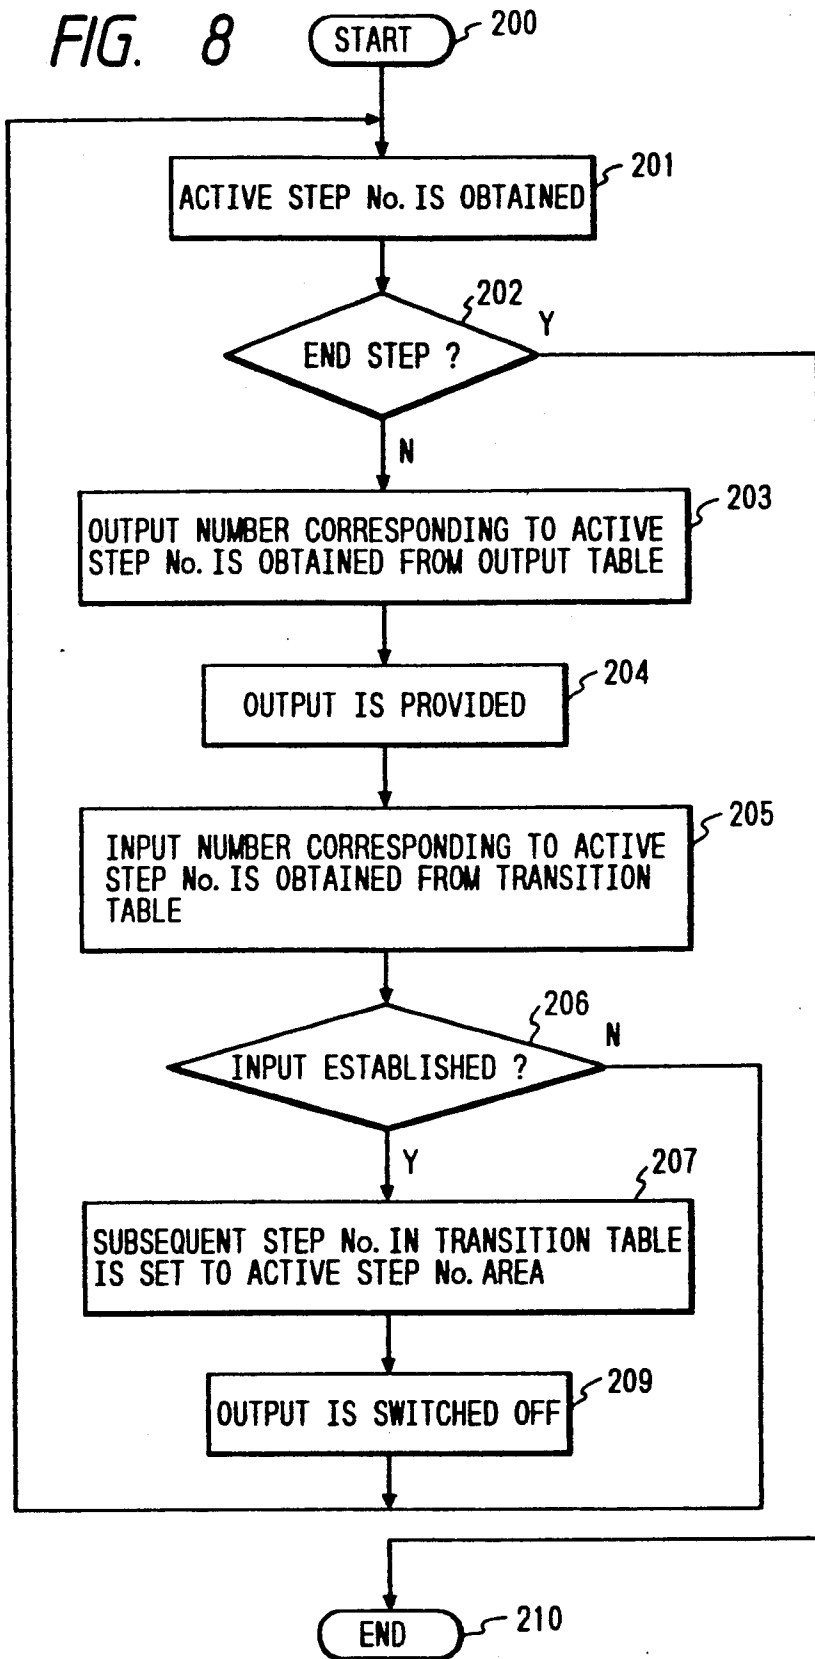 FIG. 8
START
200
ACTIVE STEP No. IS OBTAINED
201
END STEP ?
202
Y
N
OUTPUT NUMBER CORRESPONDING TO ACTIVE
STEP No. IS OBTAINED FROM OUTPUT TABLE
203
OUTPUT IS PROVIDED
204
INPUT NUMBER CORRESPONDING TO ACTIVE
STEP No. IS OBTAINED FROM TRANSITION
TABLE
205
INPUT ESTABLISHED ?
206
N
Y
SUBSEQUENT STEP No. IN TRANSITION TABLE
IS SET TO ACTIVE STEP No. AREA
207
OUTPUT IS SWITCHED OFF
209
END
210